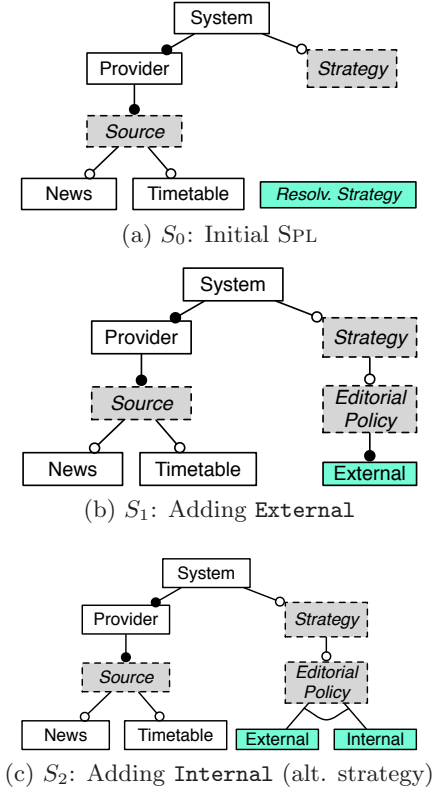 System
Provider
Strategy
Source
News Timetable Resolv. Strategy
(a) S₀: Initial SPL
System
Provider
Strategy
Source
Editorial
Policy
News Timetable External
(b) S₁: Adding External
System
Provider
Strategy
Source
Editorial
Policy
News Timetable External Internal
(c) S₂: Adding Internal (alt. strategy)